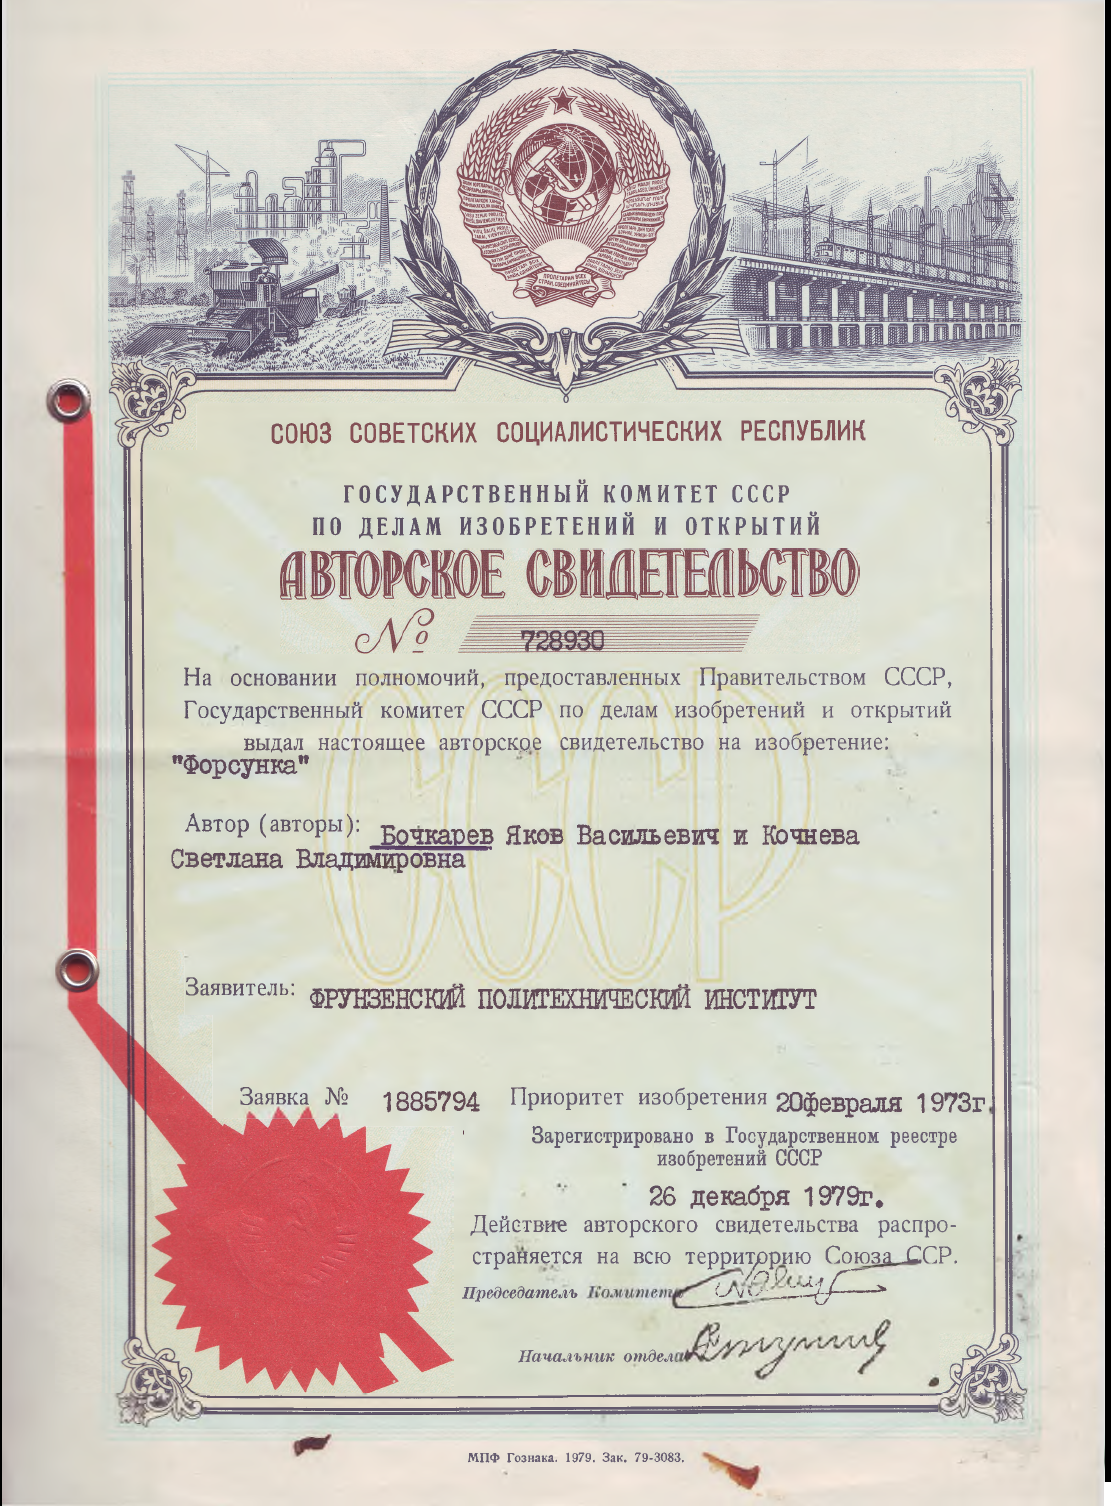 ПРОЛЕТАРИИ ВСЕХ
СТРАН, СОЕДИНЯЙТЕСЬ!
СОЮЗ СОВЕТСКИХ СОЦИАЛИСТИЧЕСКИХ РЕСПУБЛИК
ГОСУДАРСТВЕННЫЙ КОМИТЕТ СССР
ПО ДЕЛАМ ИЗОБРЕТЕНИЙ И ОТКРЫТИЙ
АВТОРСКОЕ СВИДЕТЕЛЬСТВО
№ 728930
На основании полномочий, предоставленных Правительством СССР,
Государственный комитет СССР по делам изобретений и открытий
выдал настоящее авторское свидетельство на изобретение:
"Форсунка"
СССР
Автор (авторы): Бочкарев Яков Васильевич и Кочнева
Светлана Владимировна
Заявитель: ФРУНЗЕНСКИЙ ПОЛИТЕХНИЧЕСКИЙ ИНСТИТУТ
Заявка № 1885794 Приоритет изобретения 20февраля 1973г.
Зарегистрировано в Государственном реестре
изобретений СССР
26 декабря 1979г.
Действие авторского свидетельства распро-
страняется на всю территорию Союза ССР.
Председатель Комитета
Начальник отдела
МПФ Гознака. 1979. Зак. 79-3083.